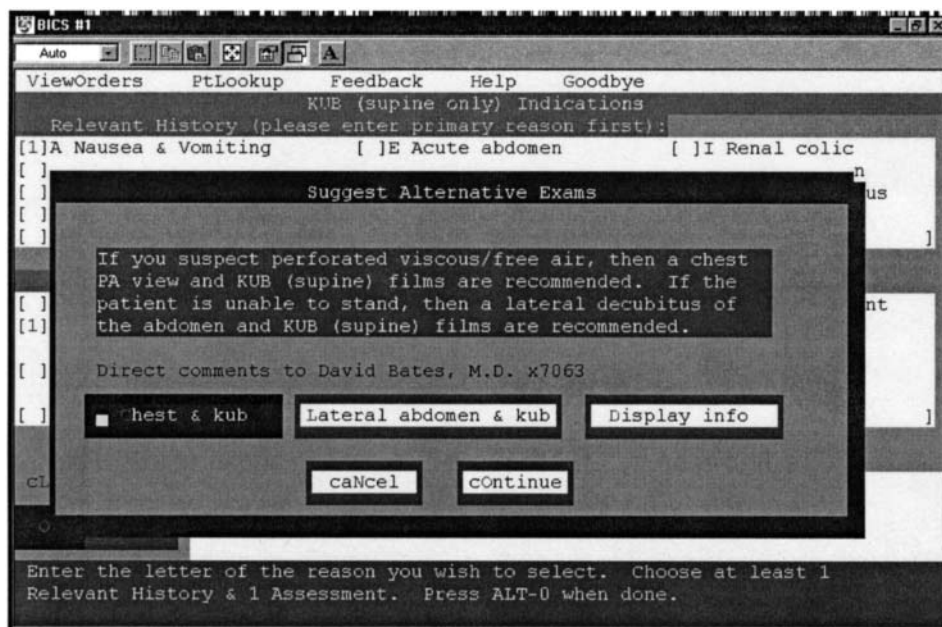 BICS #1
Auto
A
ViewOrders PtLookup Feedback Help Goodbye
KUB (supine only) Indications
Relevant History (please enter primary reason first):
[1]A Nausea & Vomiting [ ]E Acute abdomen [ ]I Renal colic
[ ] n
[ ] us
[ ]
[ ] ]
Suggest Alternative Exams
If you suspect perforated viscous/free air, then a chest
PA view and KUB (supine) films are recommended. If the
patient is unable to stand, then a lateral decubitus of
the abdomen and KUB (supine) films are recommended.
[ ] nt
[1]
[ ] Direct comments to David Bates, M.D. x7063
[ ] Chest & kub Lateral abdomen & kub Display info ]
caNcel cOntinue
cL
Enter the letter of the reason you wish to select. Choose at least 1
Relevant History & 1 Assessment. Press ALT-0 when done.